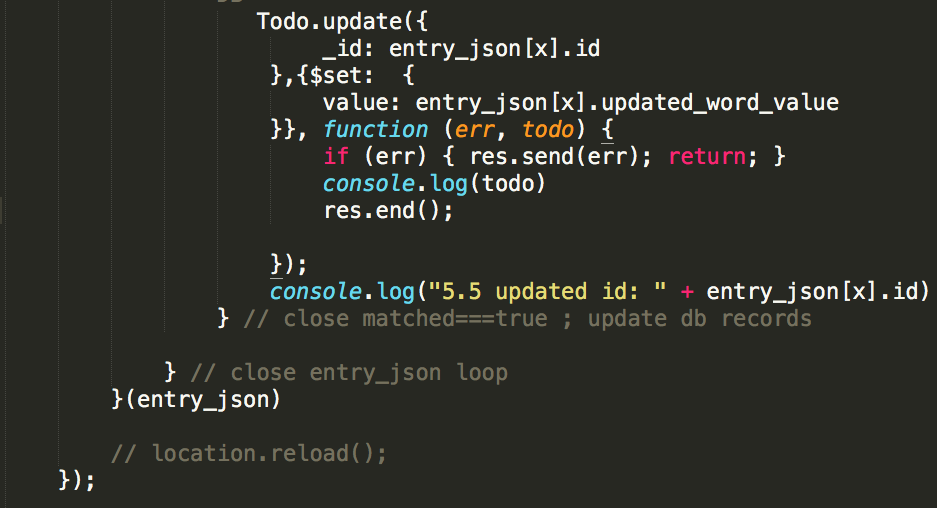 Todo.update({
_id: entry_json[x].id
},{$set:  {
value: entry_json[x].updated_word_value
}}, function (err, todo) {
if (err) { res.send(err); return; }
console.log(todo)
res.end();
});
console.log("5.5 updated id: " + entry_json[x].id)
} // close matched===true ; update db records
} // close entry_json loop
}(entry_json)
// location.reload();
});